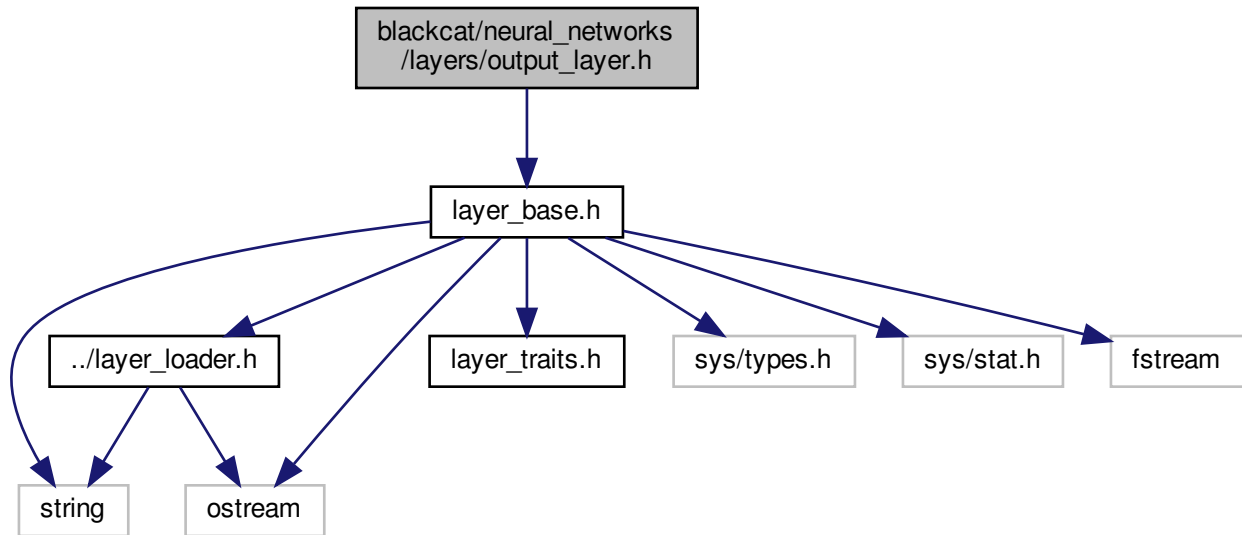 blackcat/neural_networks
/layers/output_layer.h
layer_base.h
../layer_loader.h
layer_traits.h
sys/types.h
sys/stat.h
fstream
string
ostream